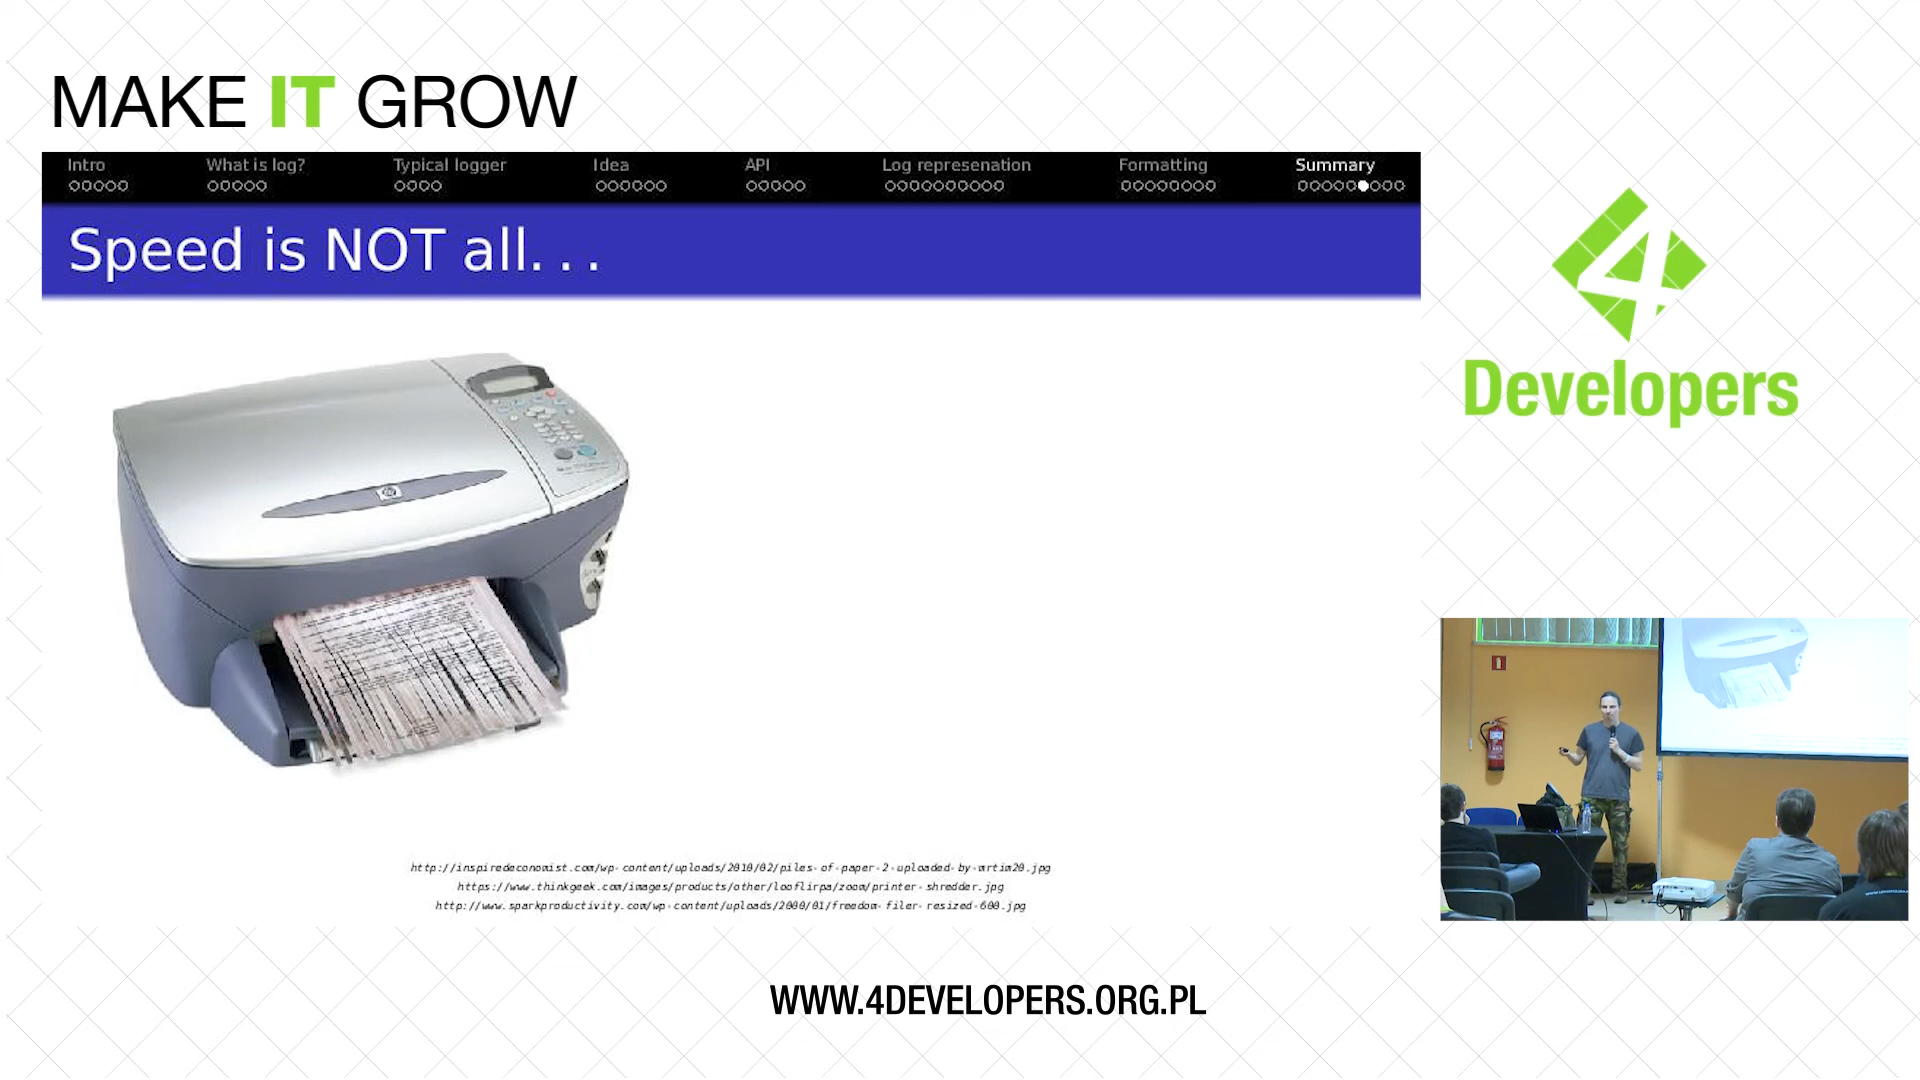 MAKE IT GROW
Intro
What is log?
Typical logger
Idea
API
Log represenation
Formatting
Summary
Speed is NOT all. . .
4
Developers
http://inspiredeconomist.com/wp-content/uploads/2010/02/piles-of-paper-2-uploaded-by-mrtim20.jpg
https://www.thinkgeek.com/images/products/other/looflirpa/zoom/printer-shredder.jpg
http://www.sparkproductivity.com/wp-content/uploads/2000/01/freedom-filer-resized-600.jpg
WWW.4DEVELOPERS.ORG.PL